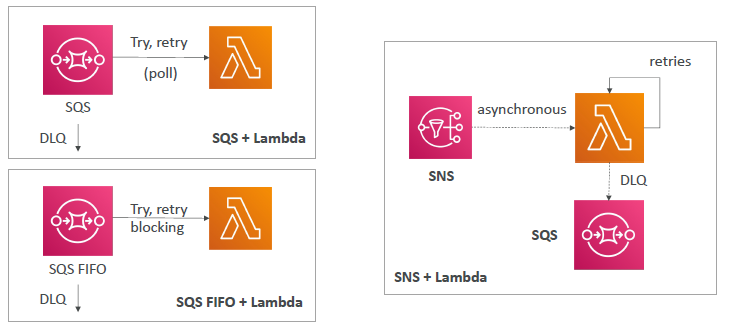 Try, retry
(poll)
SQS
DLQ
SQS + Lambda
Try, retry
blocking
SQS FIFO
DLQ
SQS FIFO + Lambda
retries
asynchronous
SNS
DLQ
SQS
SNS + Lambda